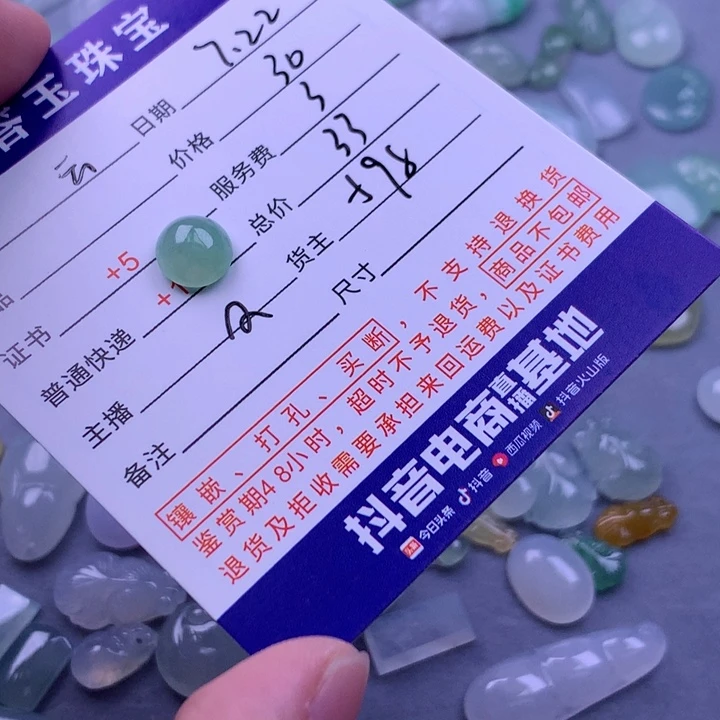 玉珠宝
云 日期 7.22
价格 30
服务费 3
品 总价 33
证书 +5 货主
普通快递 尺寸
主播
备注
镶嵌、打孔、买断，不支持退换货
鉴赏期48小时，超时不予退货，商品不包邮
退货及拒收需要承担来回运费以及证书费用
抖音电商直播基地
今日头条 抖音 西瓜视频 抖音火山版